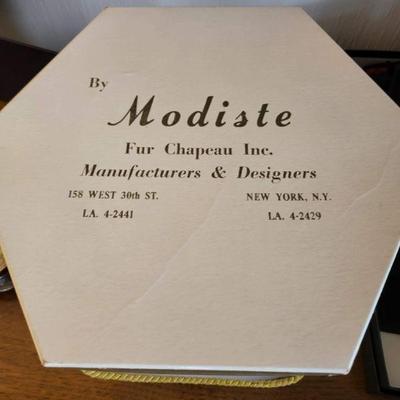 By
Modiste
Fur Chapeau Inc.
Manufacturers & Designers
158 WEST 30th ST. NEW YORK, N.Y.
LA. 4-2441 LA. 4-2429